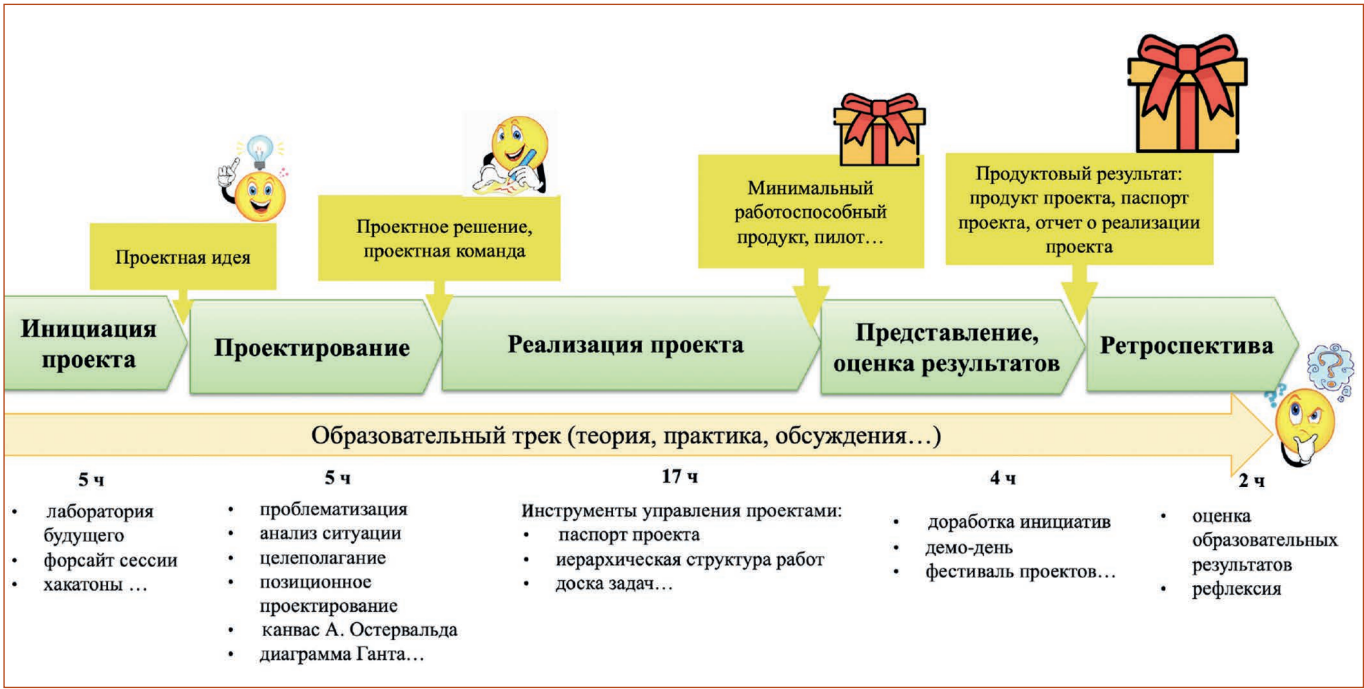 Проектная идея
Проектное решение,
проектная команда
Минимальный
работоспособный
продукт, пилот…
Продуктовый результат:
продукт проекта, паспорт
проекта, отчет о реализации
проекта
Инициация
проекта
Проектирование
Реализация проекта
Представление,
оценка результатов
Ретроспектива
Образовательный трек (теория, практика, обсуждения…)
5 ч
• лаборатория
будущего
• форсайт сессии
• хакатоны …
5 ч
• проблематизация
• анализ ситуации
• целеполагание
• позиционное
проектирование
• канвас А. Остервальда
• диаграмма Ганта…
17 ч
Инструменты управления проектами:
• паспорт проекта
• иерархическая структура работ
• доска задач…
4 ч
• доработка инициатив
• демо-день
• фестиваль проектов…
2 ч
• оценка
образовательных
результатов
• рефлексия